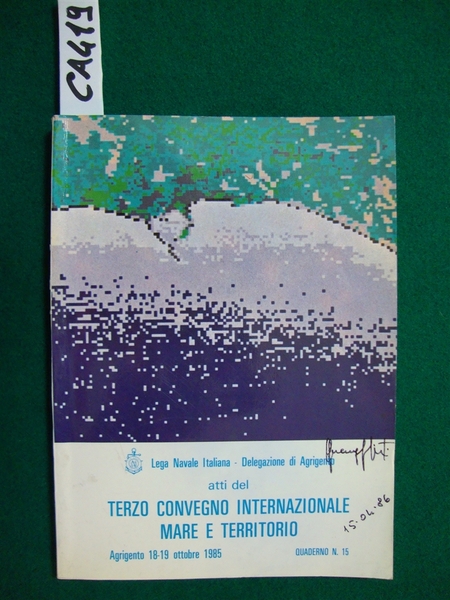 CA419
Lega Navale Italiana - Delegazione di Agrigento
atti del
TERZO CONVEGNO INTERNAZIONALE
MARE E TERRITORIO
15-04-86
Agrigento 18-19 ottobre 1985 QUADERNO N. 15